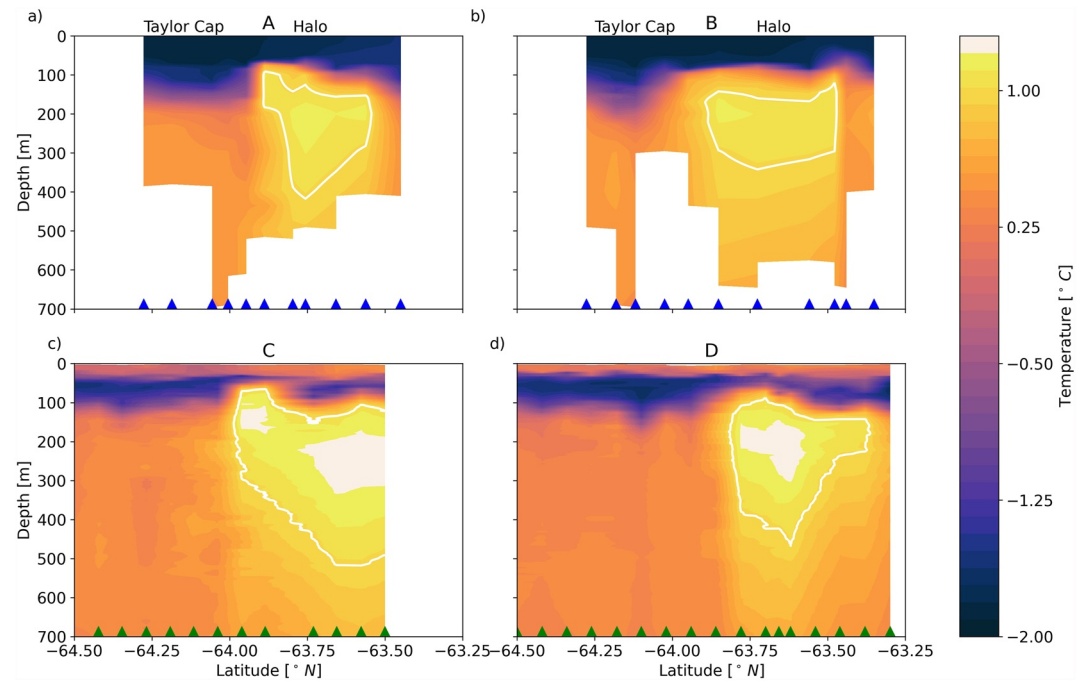 a) Taylor Cap A Halo
b) Taylor Cap B Halo
0
100
200
300
400
500
600
700
Depth [m]
1.00
0.25
−0.50
−1.25
−2.00
Temperature [° C]
c) C
d) D
0
100
200
300
400
500
600
700
Depth [m]
−64.50 −64.25 −64.00 −63.75 −63.50 −63.25
Latitude [° N]
−64.50 −64.25 −64.00 −63.75 −63.50 −63.25
Latitude [° N]